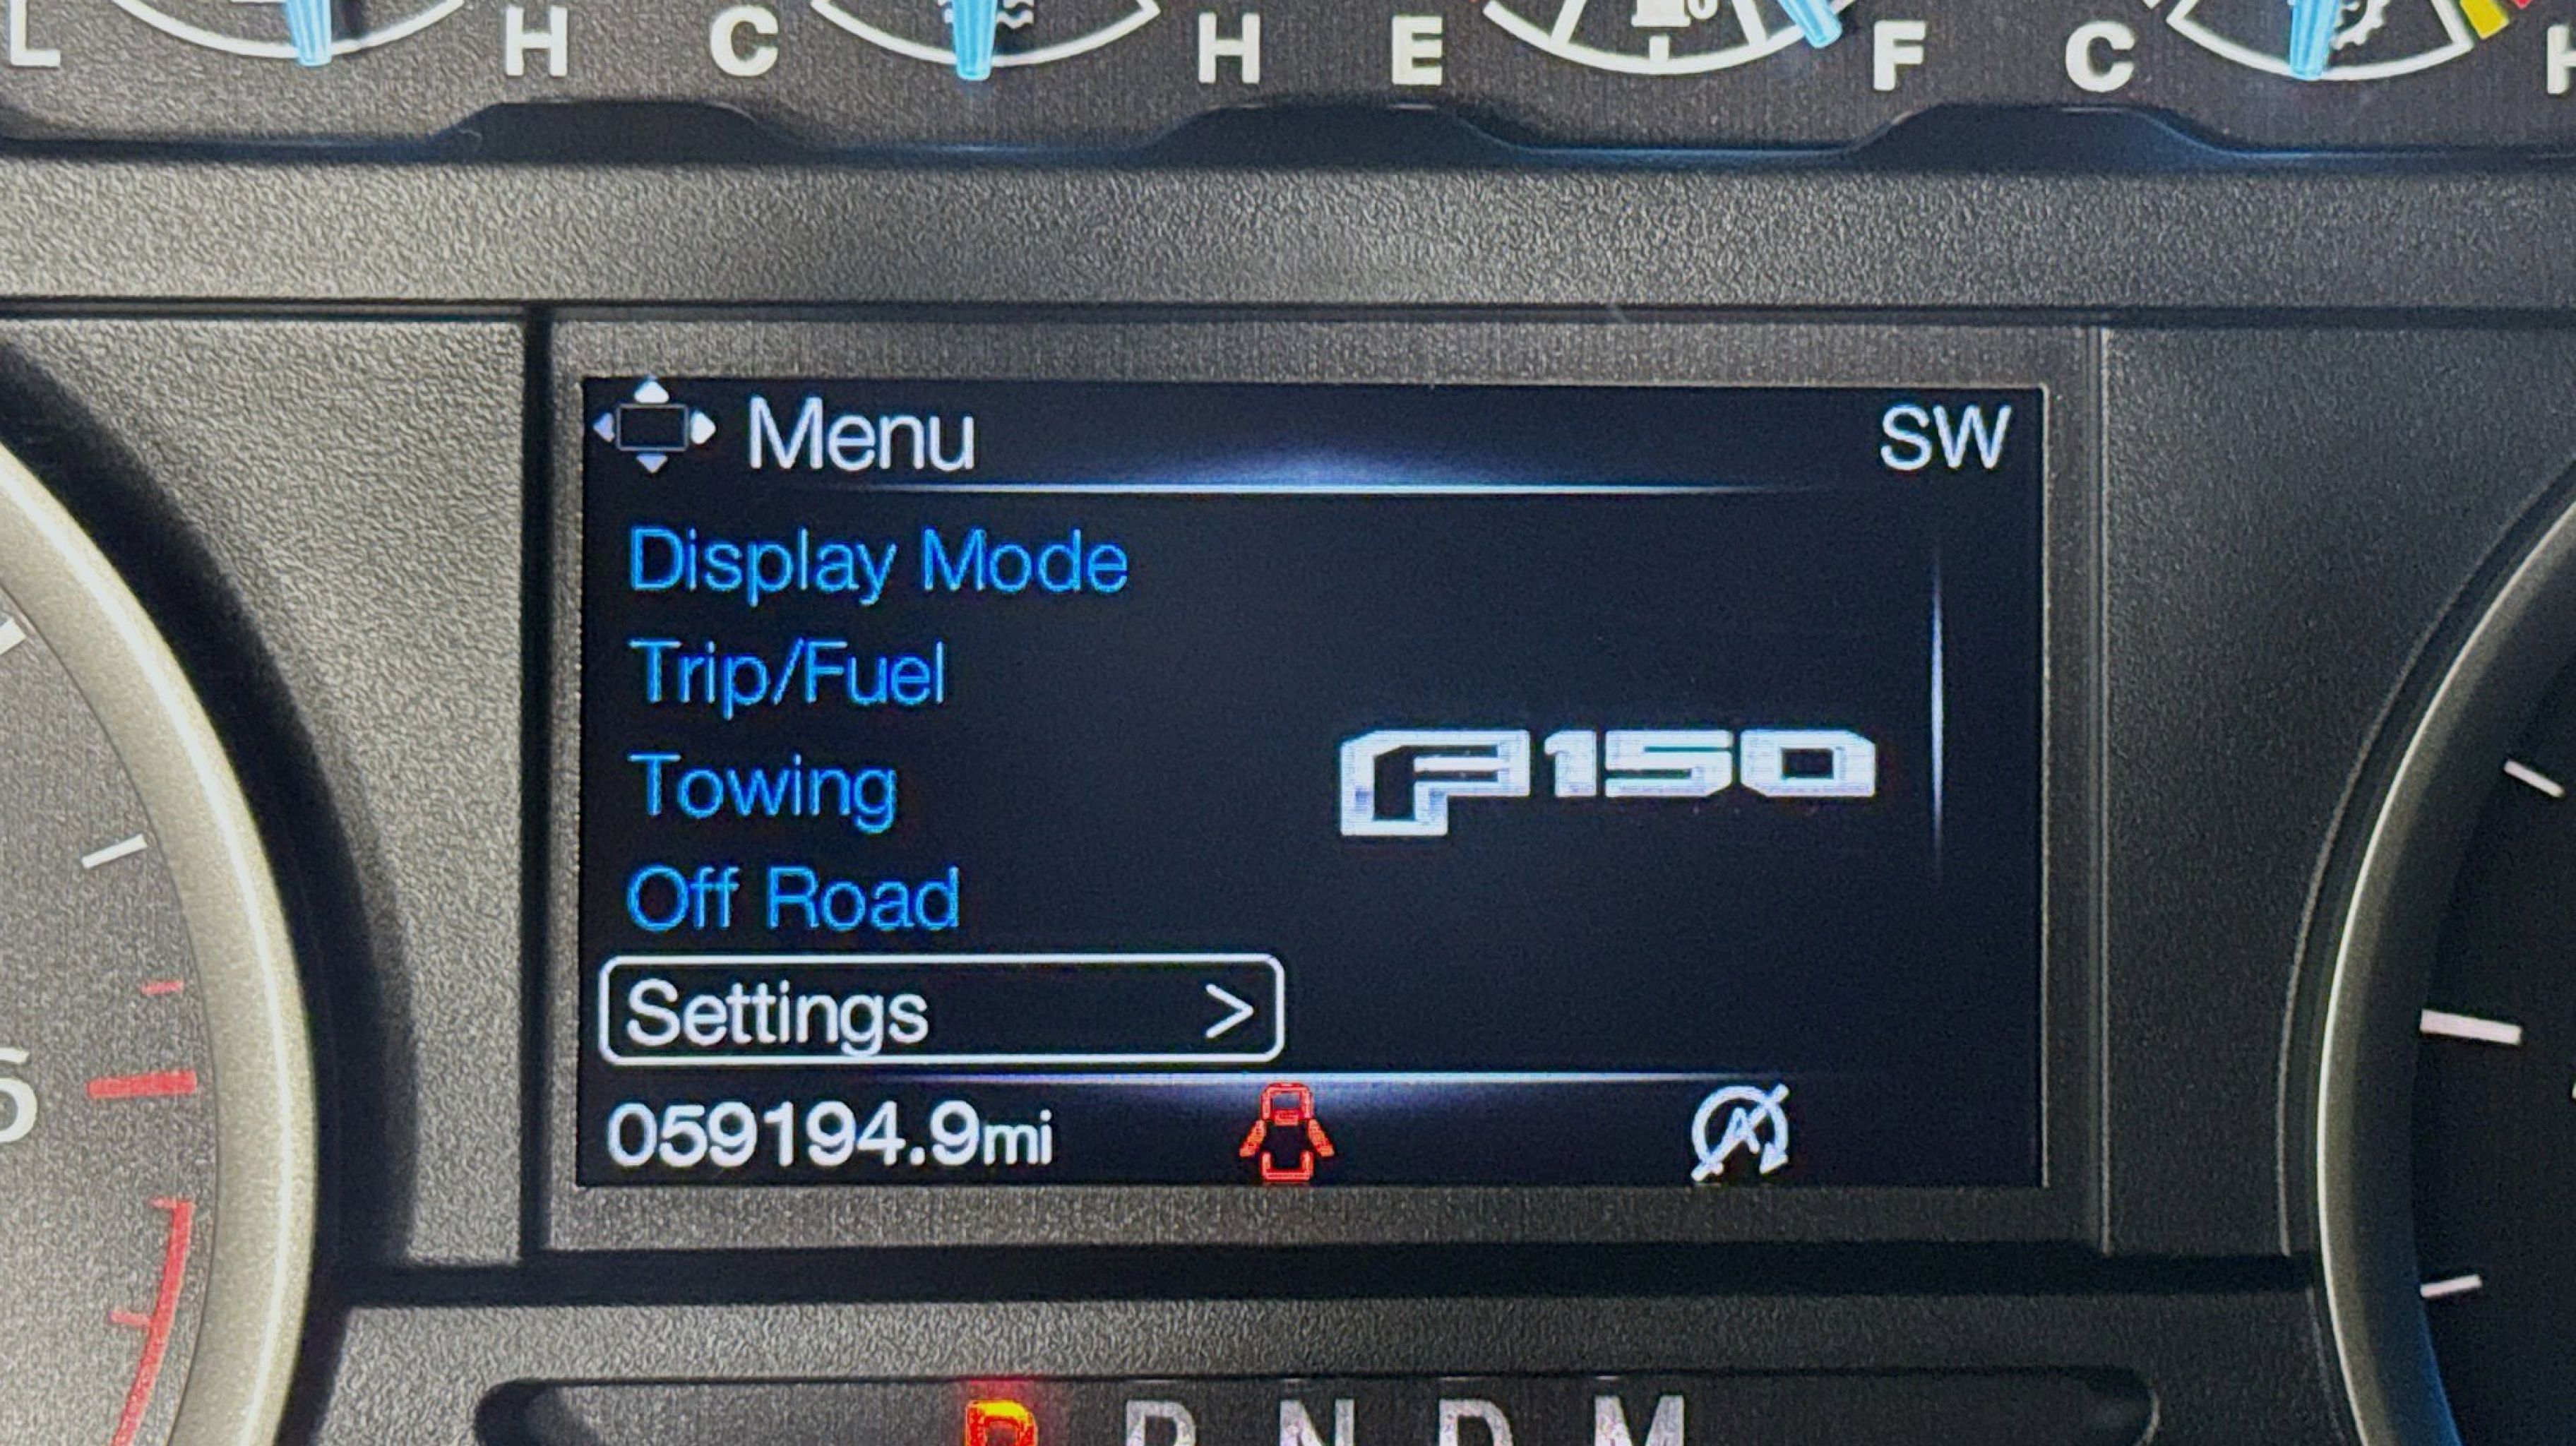 L H C H E F C H
Menu SW
Display Mode
Trip/Fuel
Towing
F150
Off Road
Settings >
059194.9mi A
P R N D M